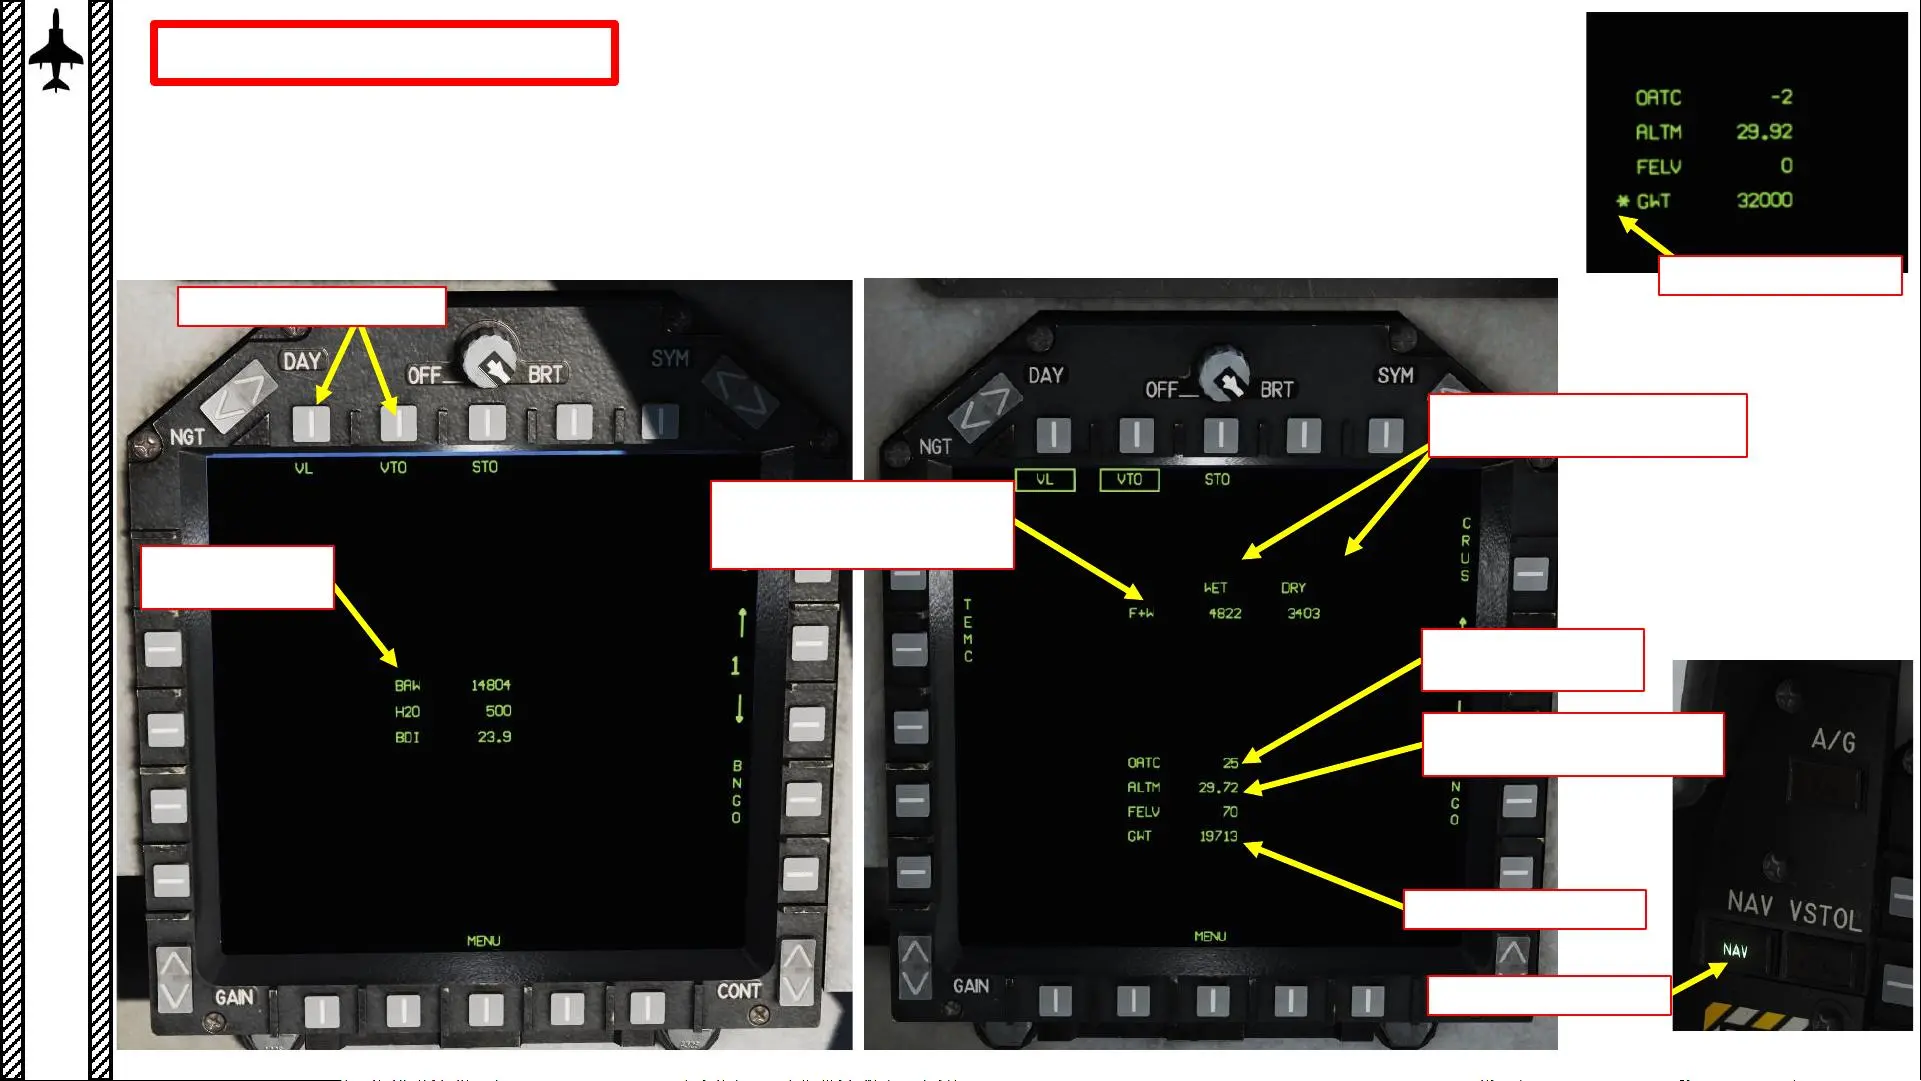 OATC -2
ALTM 29.92
FELV 0
* GWT 32000
DAY
OFF
BRT
SYM
NGT
VL VTO STO
1
BAW 14804
H2O 500
BDI 23.9
BNGO
MENU
GAIN
CONT
DAY
OFF
BRT
SYM
NGT
VL VTO STO
CRUS
TEMC
WET DRY
F+W 4822 3403
OATC 25
ALTM 29.72
FELV 70
GWT 19713
NGO
MENU
GAIN
A/G
NAV VSTOL
NAV